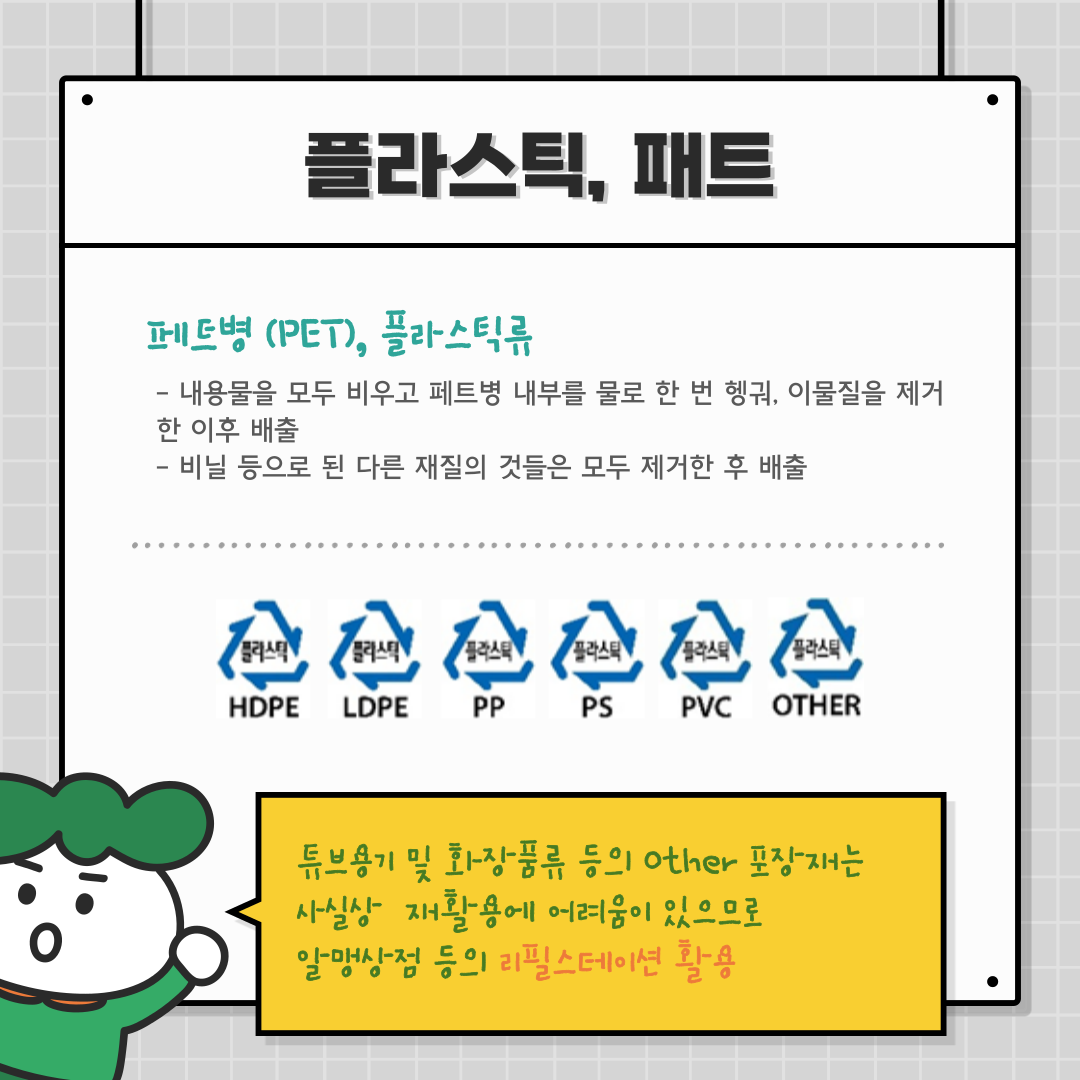 플라스틱, 패트
페트병 (PET), 플라스틱류
- 내용물을 모두 비우고 페트병 내부를 물로 한 번 헹궈, 이물질을 제거
한 이후 배출
- 비닐 등으로 된 다른 재질의 것들은 모두 제거한 후 배출
플라스틱 플라스틱 플라스틱 플라스틱 플라스틱 플라스틱
HDPE LDPE PP PS PVC OTHER
튜브용기 및 화장품류 등의 Other 포장재는
사실상 재활용에 어려움이 있으므로
알맹상점 등의 리필스테이션 활용